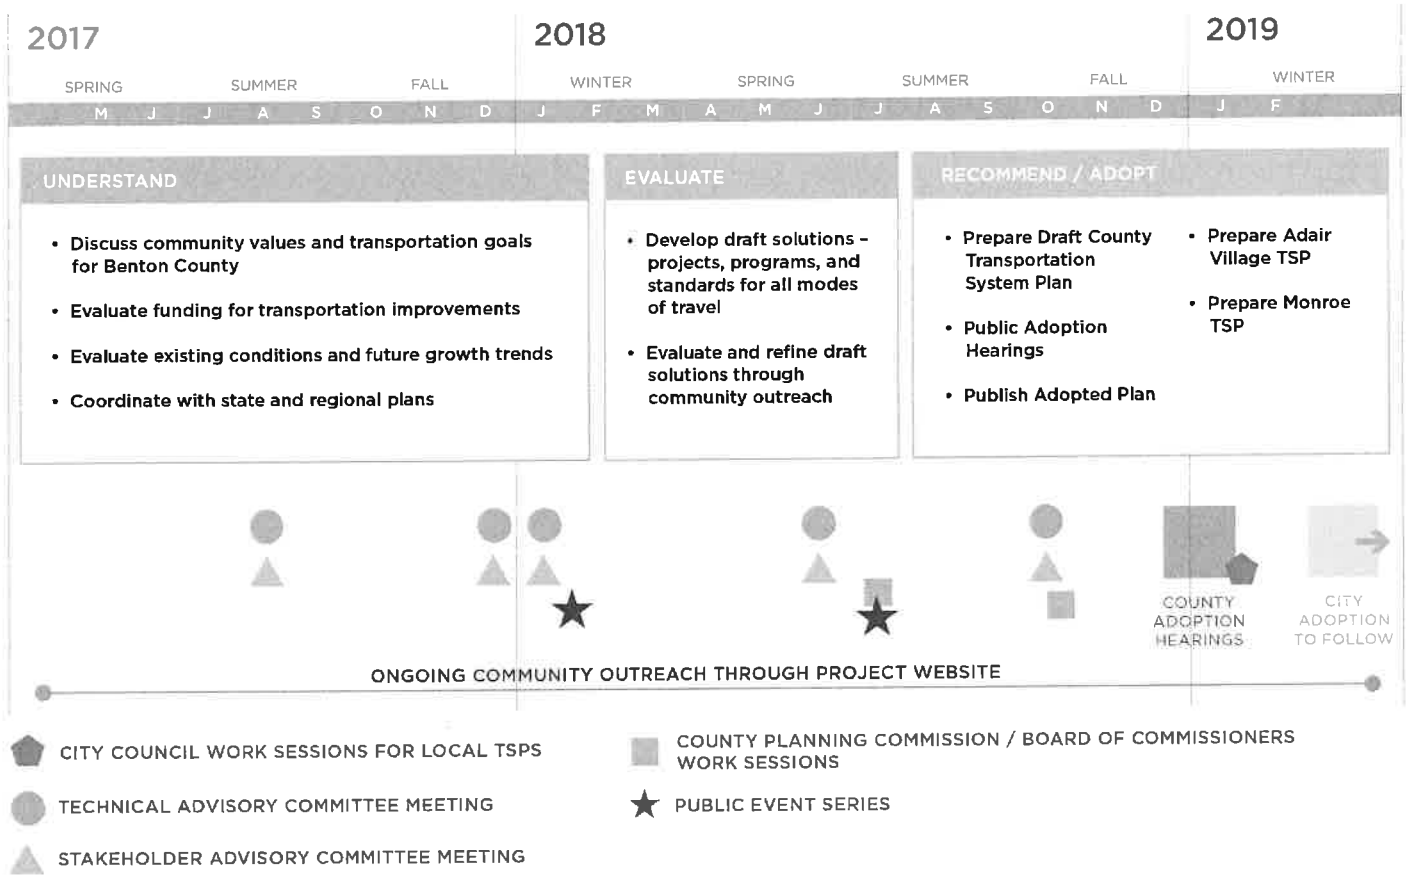 2017
2018
2019
SPRING
SUMMER
FALL
WINTER
SPRING
SUMMER
FALL
WINTER
M J J A S O N D J F M A M J J A S O N D J F
UNDERSTAND
• Discuss community values and transportation goals
for Benton County
• Evaluate funding for transportation improvements
• Evaluate existing conditions and future growth trends
• Coordinate with state and regional plans
EVALUATE
• Develop draft solutions –
projects, programs, and
standards for all modes
of travel
• Evaluate and refine draft
solutions through
community outreach
RECOMMEND / ADOPT
• Prepare Draft County
Transportation
System Plan
• Public Adoption
Hearings
• Publish Adopted Plan
• Prepare Adair
Village TSP
• Prepare Monroe
TSP
COUNTY
ADOPTION
HEARINGS
CITY
ADOPTION
TO FOLLOW
ONGOING COMMUNITY OUTREACH THROUGH PROJECT WEBSITE
CITY COUNCIL WORK SESSIONS FOR LOCAL TSPS
TECHNICAL ADVISORY COMMITTEE MEETING
STAKEHOLDER ADVISORY COMMITTEE MEETING
COUNTY PLANNING COMMISSION / BOARD OF COMMISSIONERS
WORK SESSIONS
PUBLIC EVENT SERIES